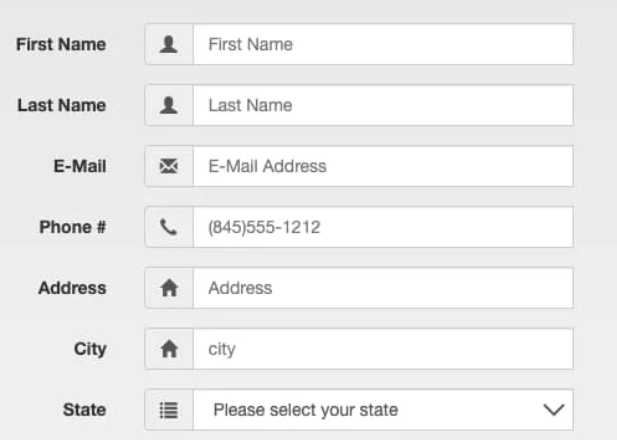 First Name First Name
Last Name Last Name
E-Mail E-Mail Address
Phone # (845)555-1212
Address Address
City city
State Please select your state